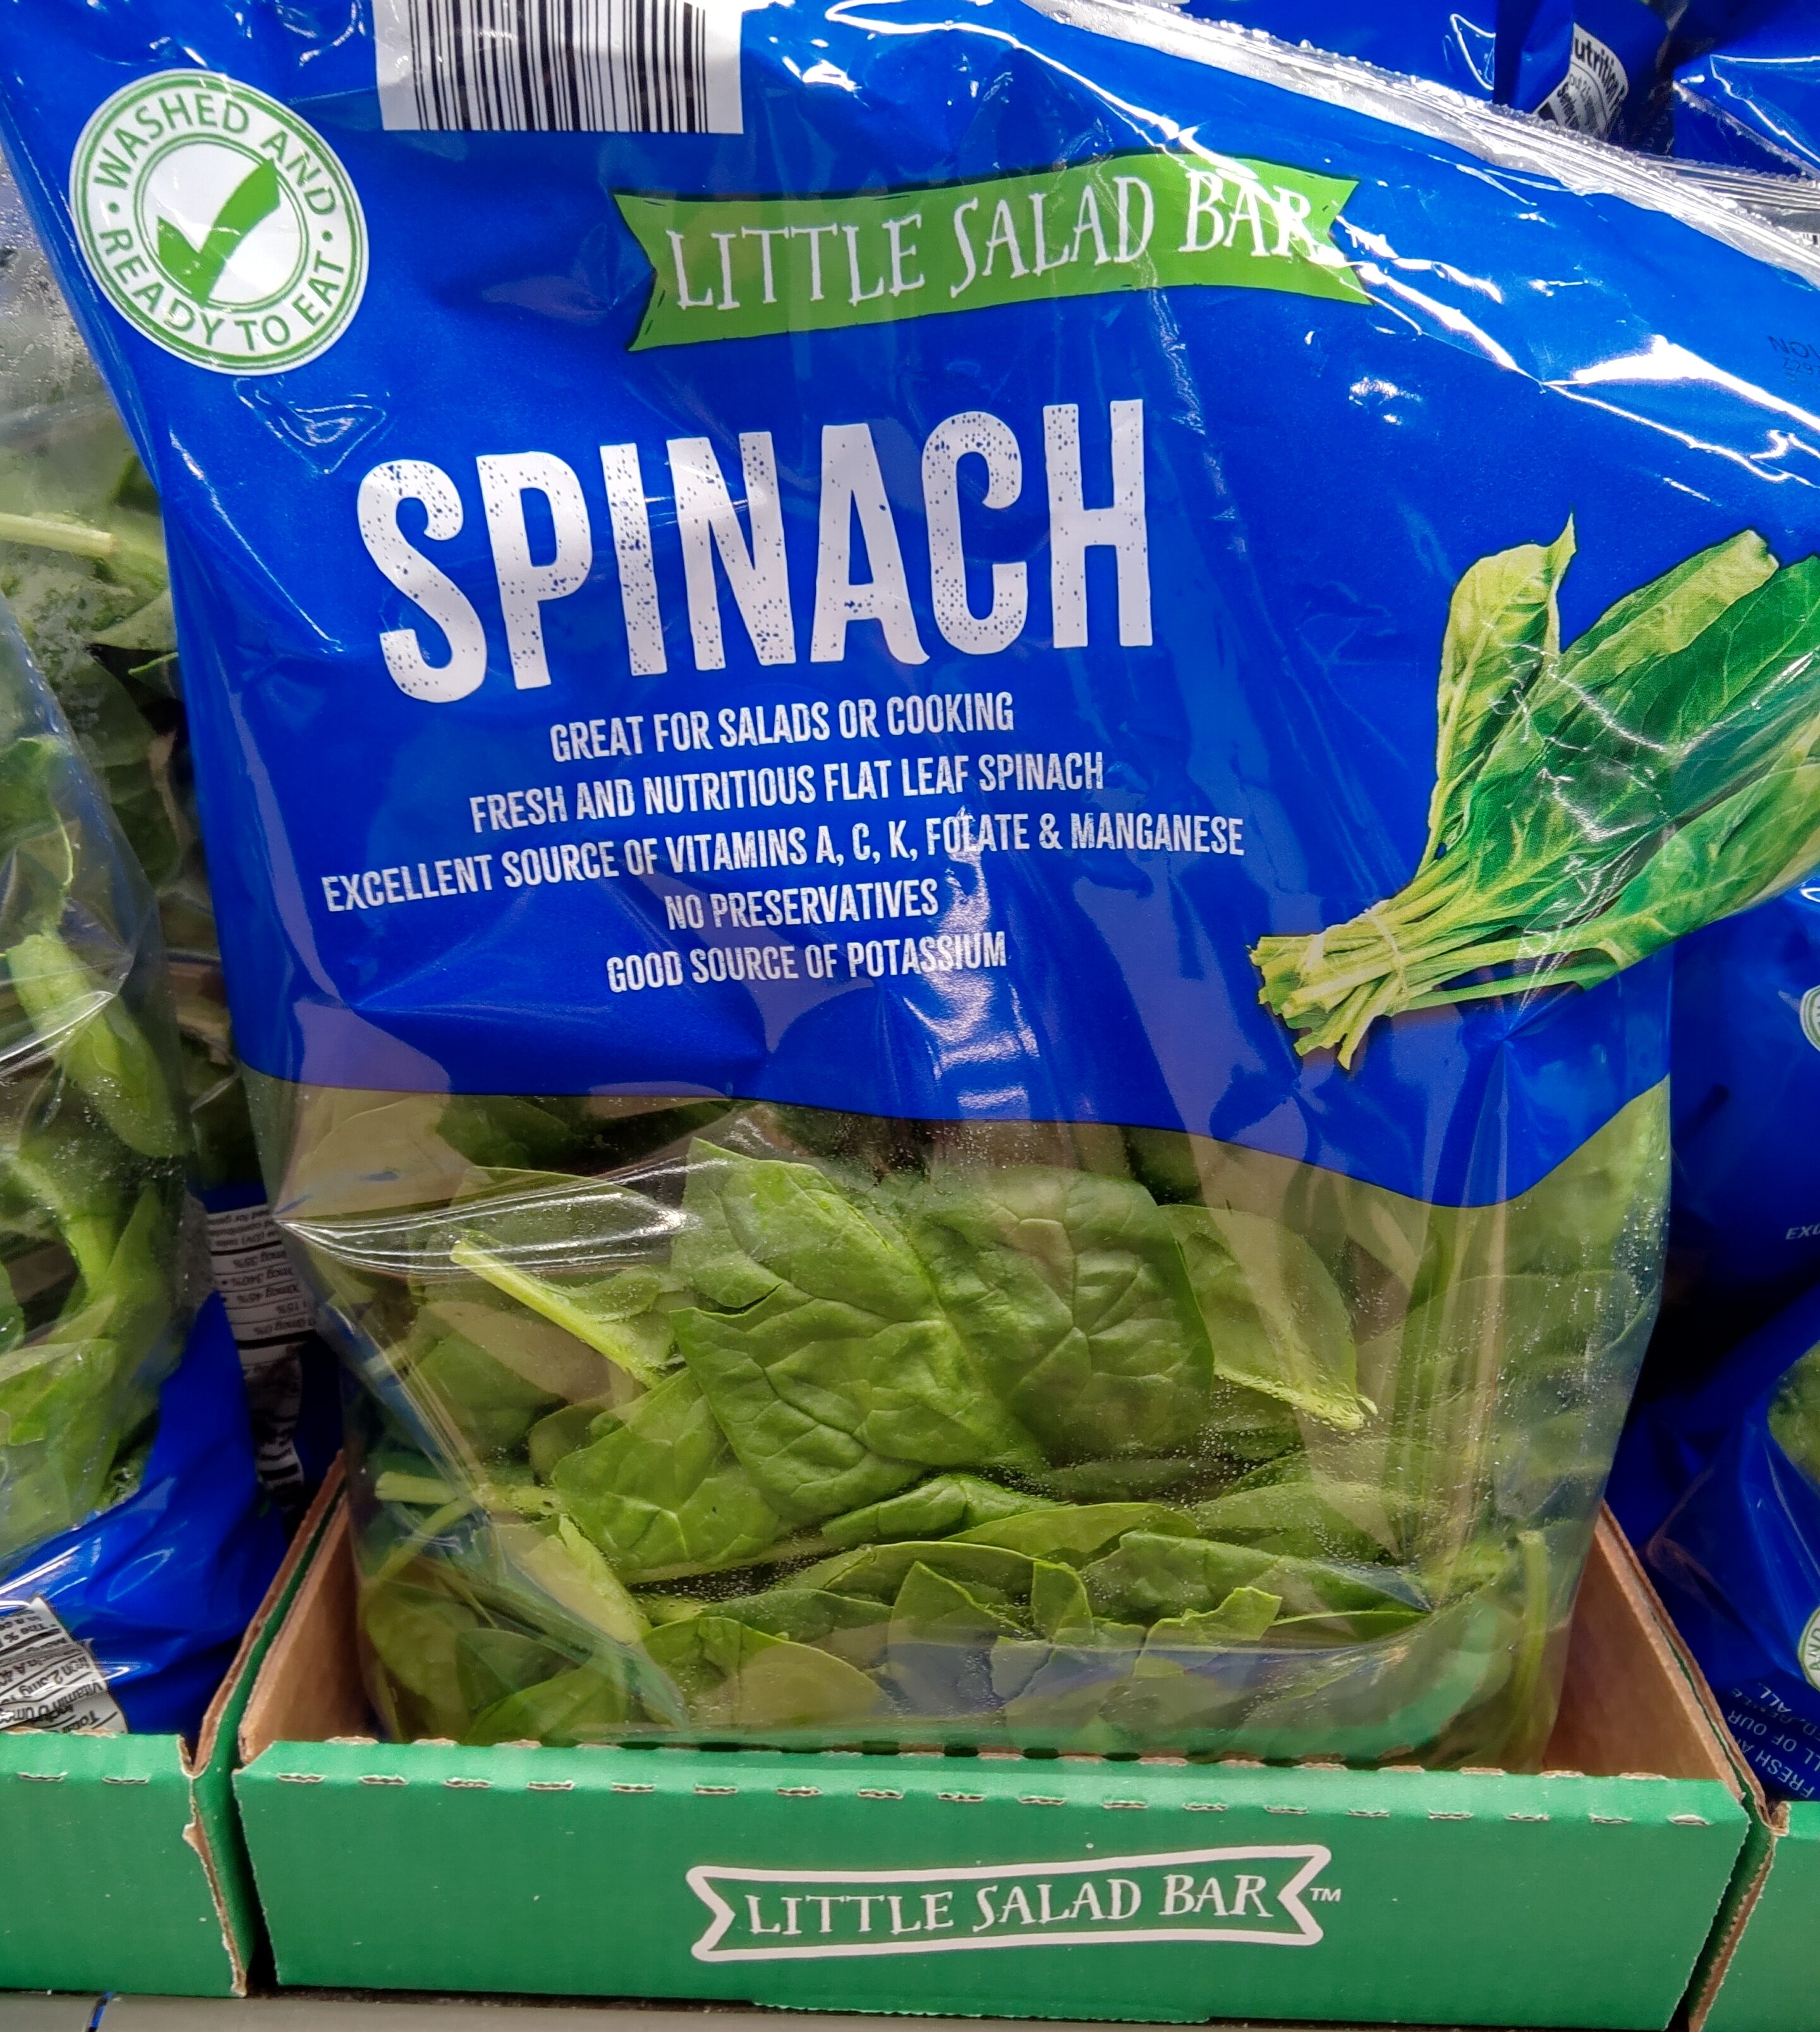 WASHED AND
READY TO EAT
LITTLE SALAD BAR
SPINACH
GREAT FOR SALADS OR COOKING
FRESH AND NUTRITIOUS FLAT LEAF SPINACH
EXCELLENT SOURCE OF VITAMINS A, C, K, FOLATE & MANGANESE
NO PRESERVATIVES
GOOD SOURCE OF POTASSIUM
LITTLE SALAD BAR™